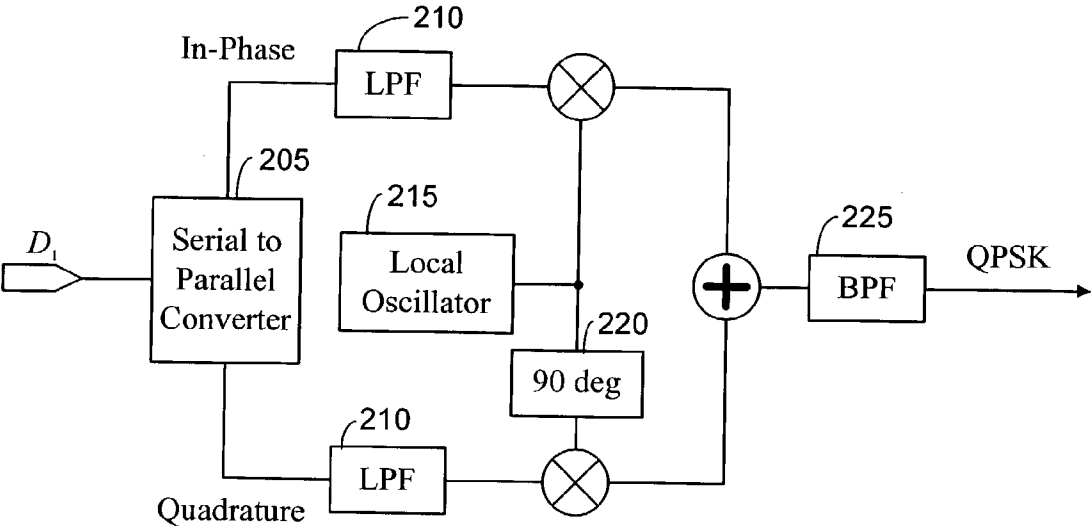 210
In-Phase
LPF
205
215
D₁
Serial to
Parallel
Converter
Local
Oscillator
225
QPSK
BPF
220
90 deg
210
LPF
Quadrature